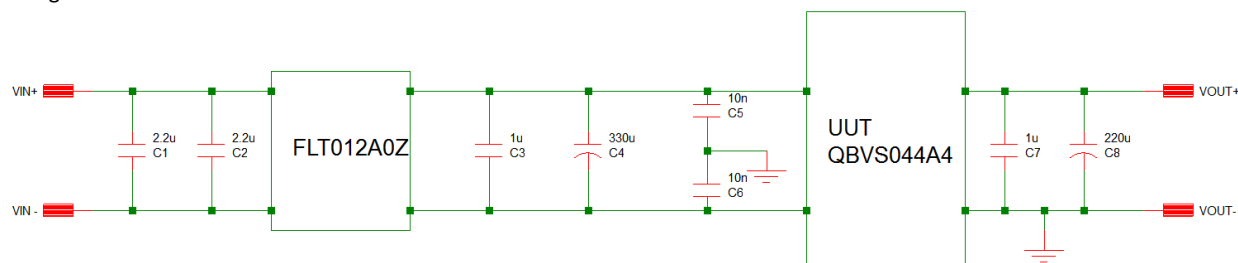 VIN+
2.2u
C1
2.2u
C2
FLT012A0Z
1u
C3
330u
C4
10n
C5
10n
C6
UUT
QBVS044A4
1u
C7
220u
C8
VOUT+
VIN -
VOUT-